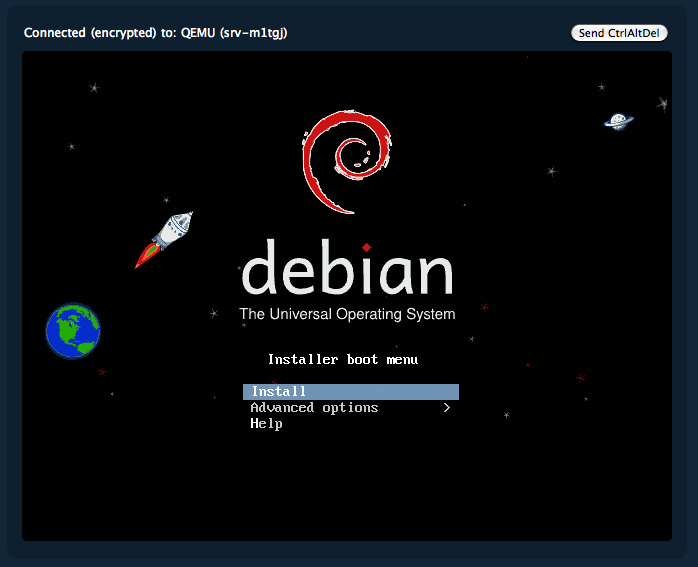 Connected (encrypted) to: QEMU (srv-m1tgj)
Send CtrlAltDel
debian
The Universal Operating System
Installer boot menu
Install
Advanced options >
Help